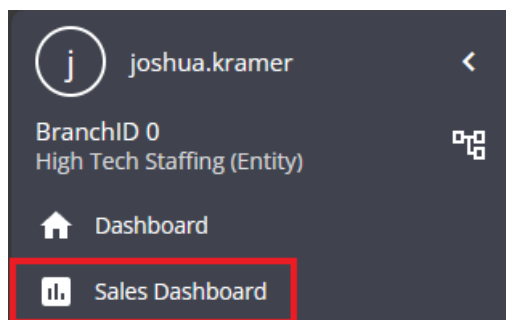 j
joshua.kramer
BranchID 0
High Tech Staffing (Entity)
Dashboard
Sales Dashboard